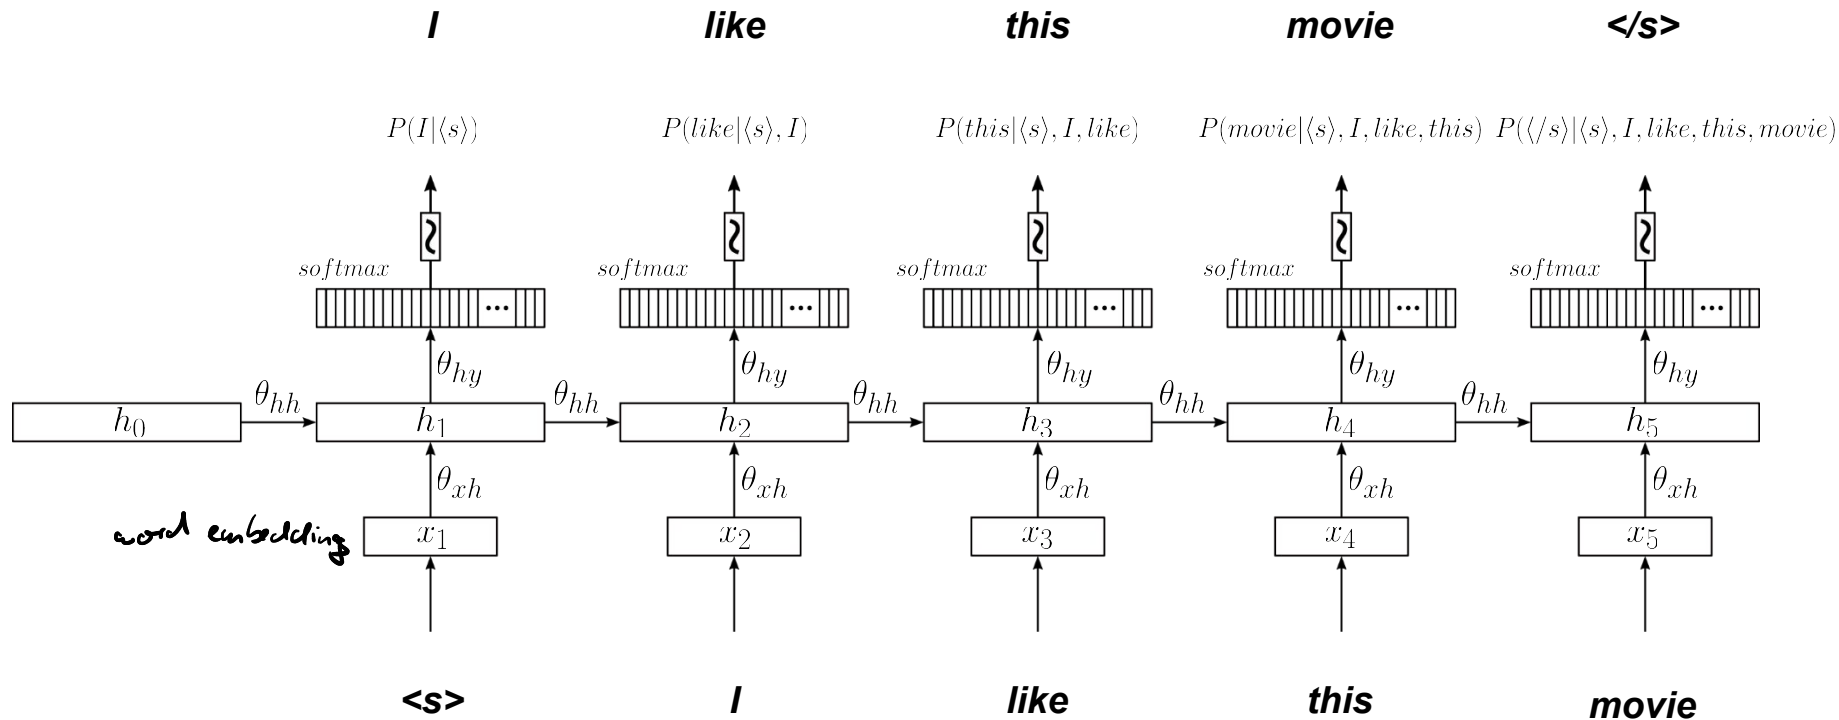 I like this movie </s>
P(I|⟨s⟩) P(like|⟨s⟩, I) P(this|⟨s⟩, I, like) P(movie|⟨s⟩, I, like, this) P(⟨/s⟩|⟨s⟩, I, like, this, movie)
softmax softmax softmax softmax softmax
... ... ... ... ...
θhy θhy θhy θhy θhy
θhh θhh θhh θhh θhh
h0 h1 h2 h3 h4 h5
θxh θxh θxh θxh θxh
word embedding x1 x2 x3 x4 x5
<s> I like this movie